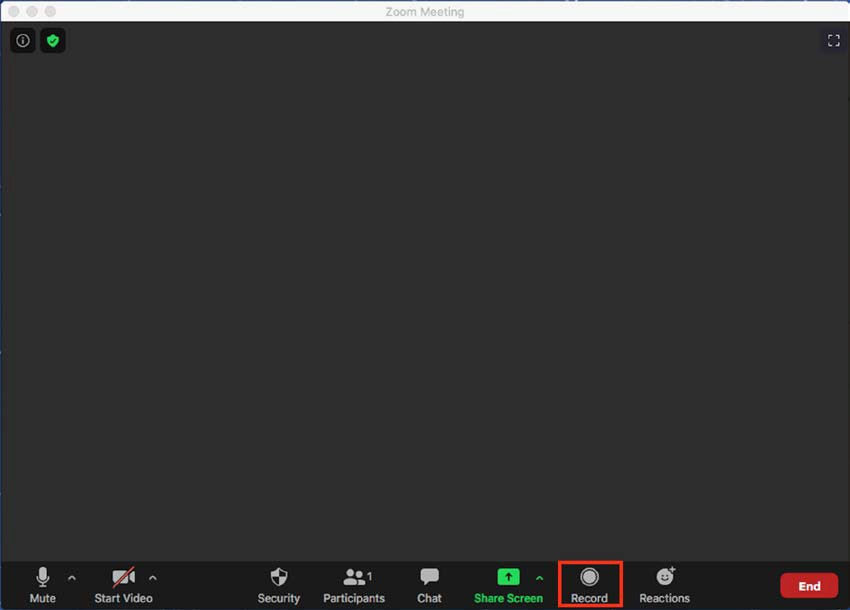 Zoom Meeting
1
Mute
Start Video
Security
Participants
Chat
Share Screen
Record
Reactions
End